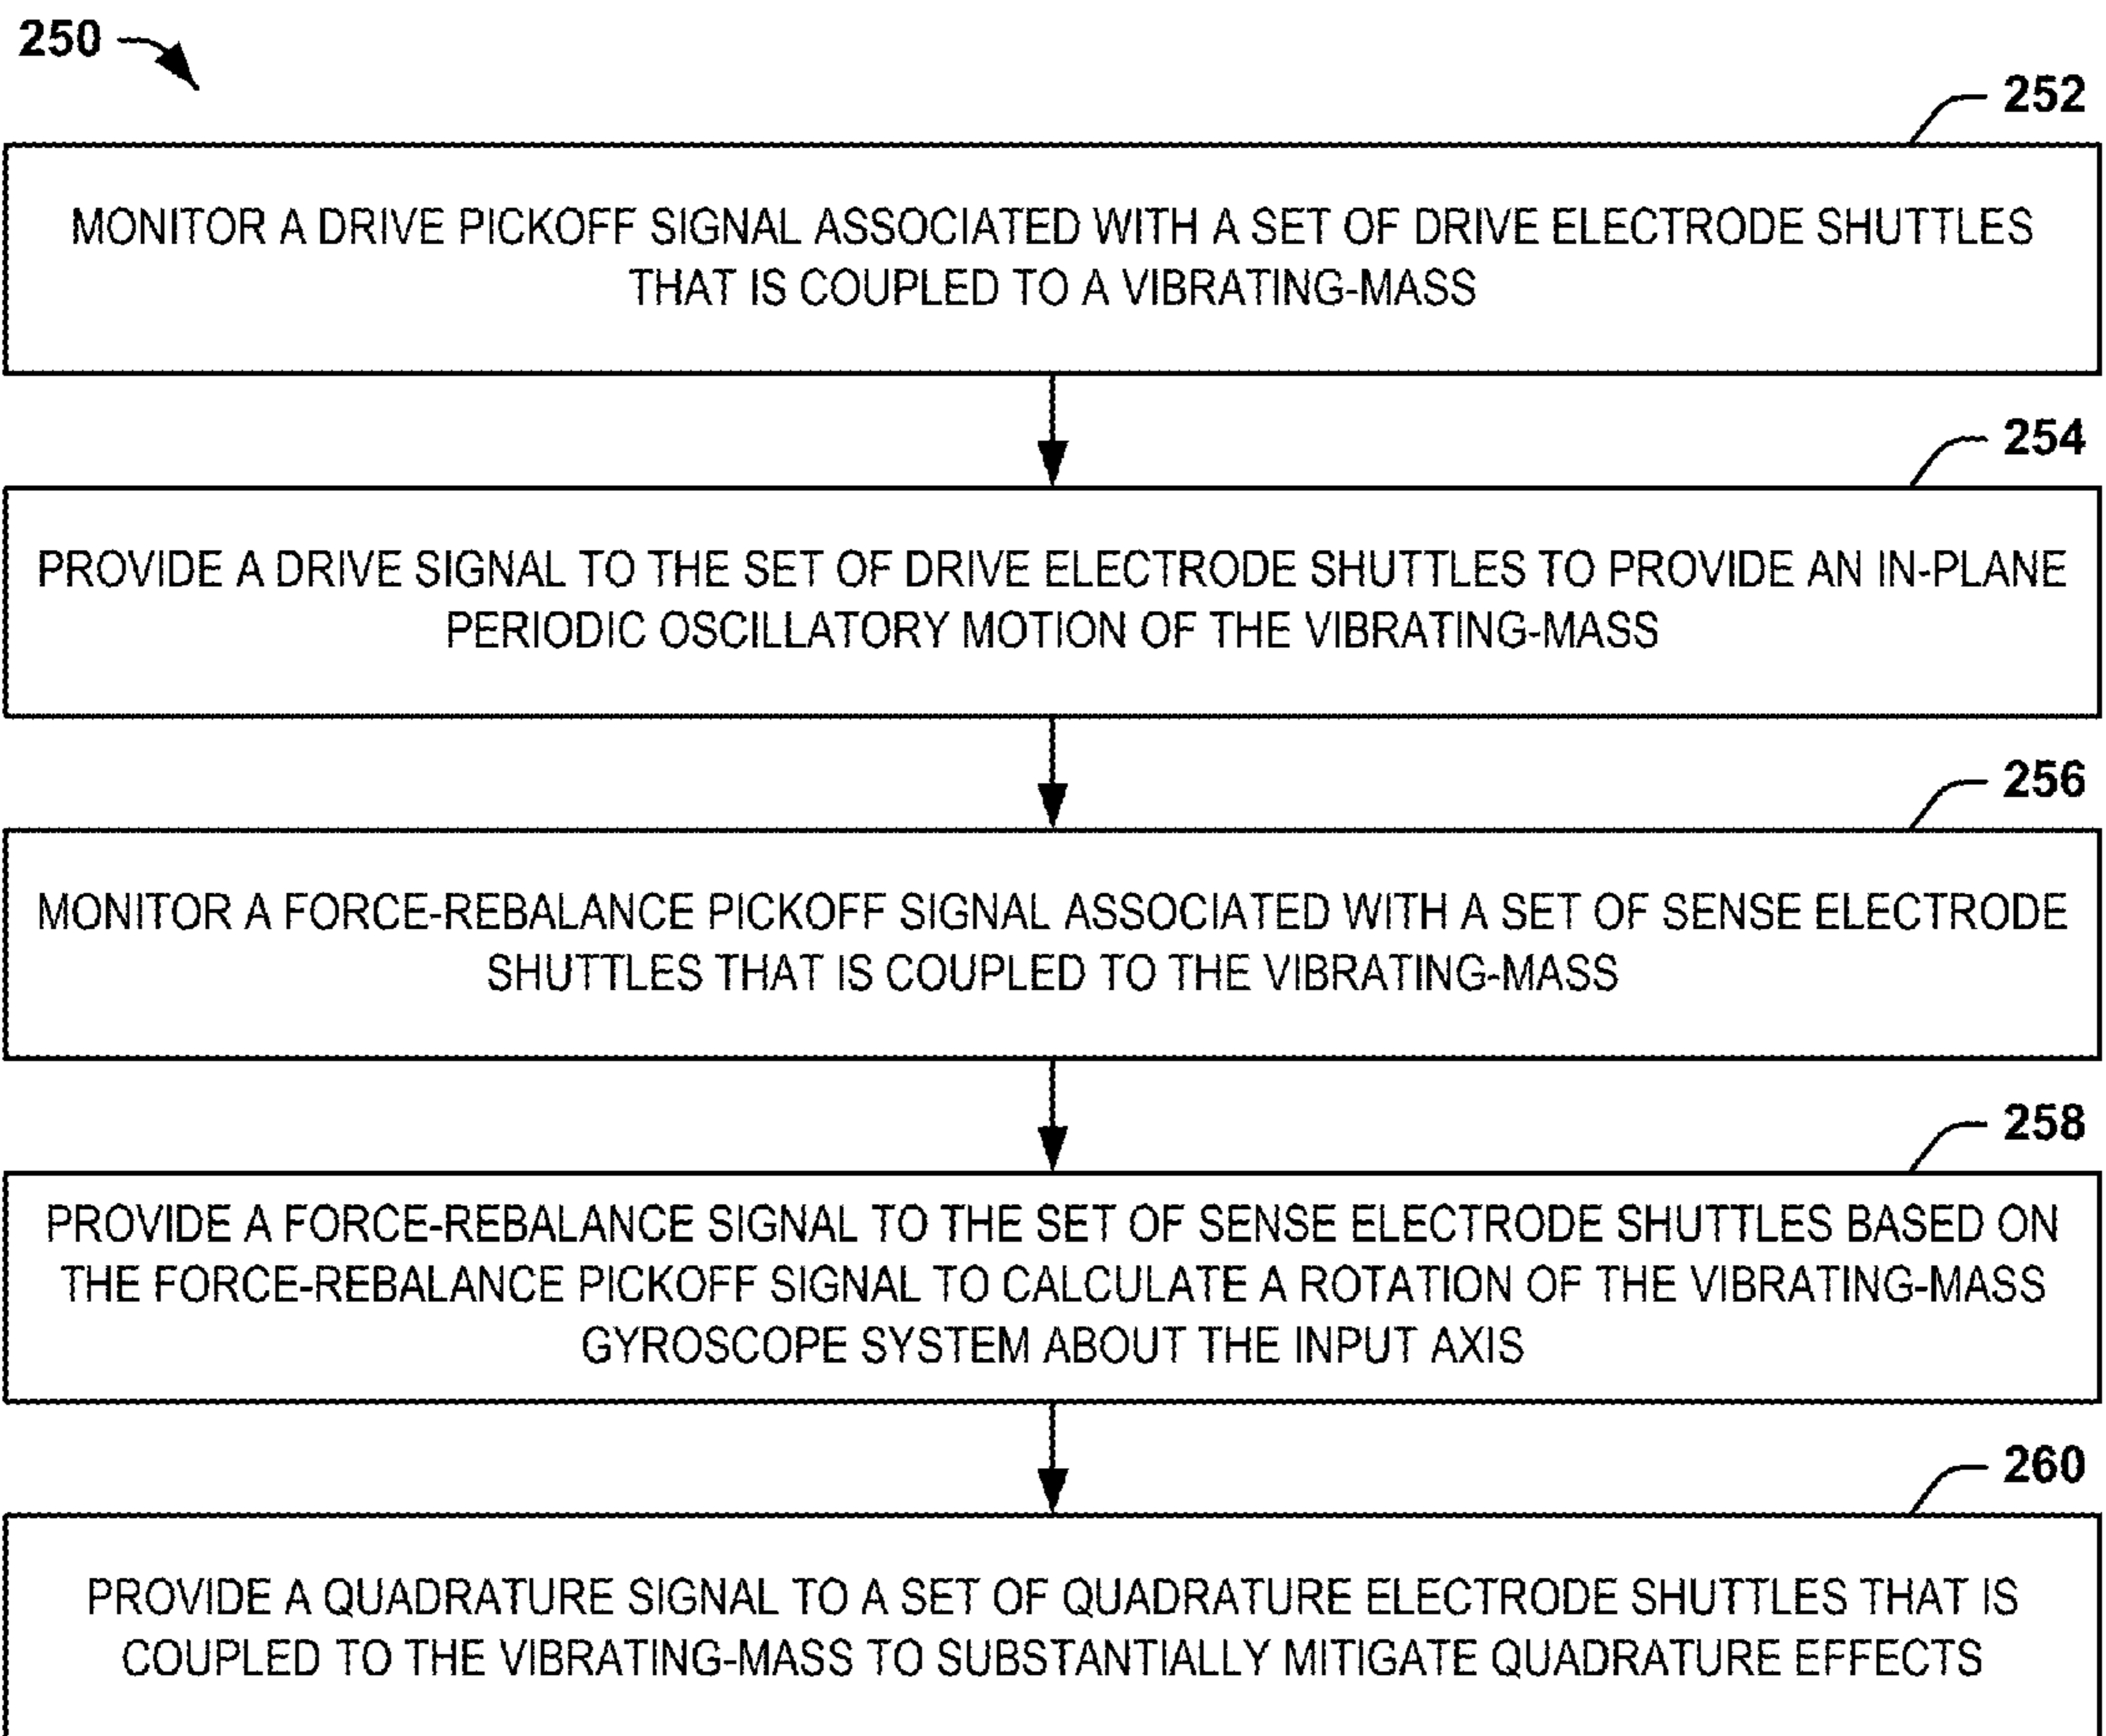 250
252
MONITOR A DRIVE PICKOFF SIGNAL ASSOCIATED WITH A SET OF DRIVE ELECTRODE SHUTTLES
THAT IS COUPLED TO A VIBRATING-MASS
254
PROVIDE A DRIVE SIGNAL TO THE SET OF DRIVE ELECTRODE SHUTTLES TO PROVIDE AN IN-PLANE
PERIODIC OSCILLATORY MOTION OF THE VIBRATING-MASS
256
MONITOR A FORCE-REBALANCE PICKOFF SIGNAL ASSOCIATED WITH A SET OF SENSE ELECTRODE
SHUTTLES THAT IS COUPLED TO THE VIBRATING-MASS
258
PROVIDE A FORCE-REBALANCE SIGNAL TO THE SET OF SENSE ELECTRODE SHUTTLES BASED ON
THE FORCE-REBALANCE PICKOFF SIGNAL TO CALCULATE A ROTATION OF THE VIBRATING-MASS
GYROSCOPE SYSTEM ABOUT THE INPUT AXIS
260
PROVIDE A QUADRATURE SIGNAL TO A SET OF QUADRATURE ELECTRODE SHUTTLES THAT IS
COUPLED TO THE VIBRATING-MASS TO SUBSTANTIALLY MITIGATE QUADRATURE EFFECTS